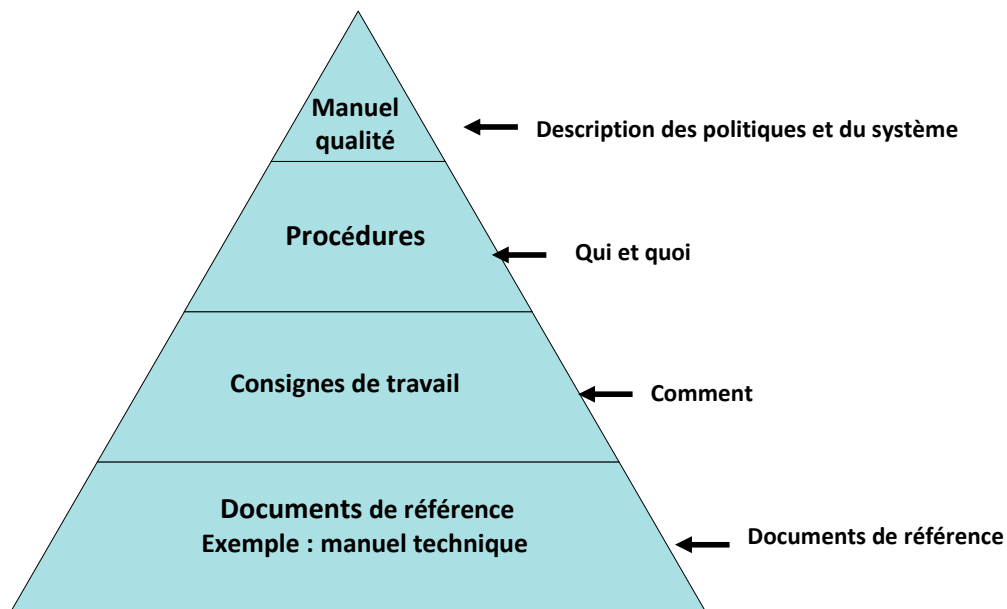 Manuel
qualité
Description des politiques et du système
Procédures
Qui et quoi
Consignes de travail
Comment
Documents de référence
Exemple : manuel technique
Documents de référence